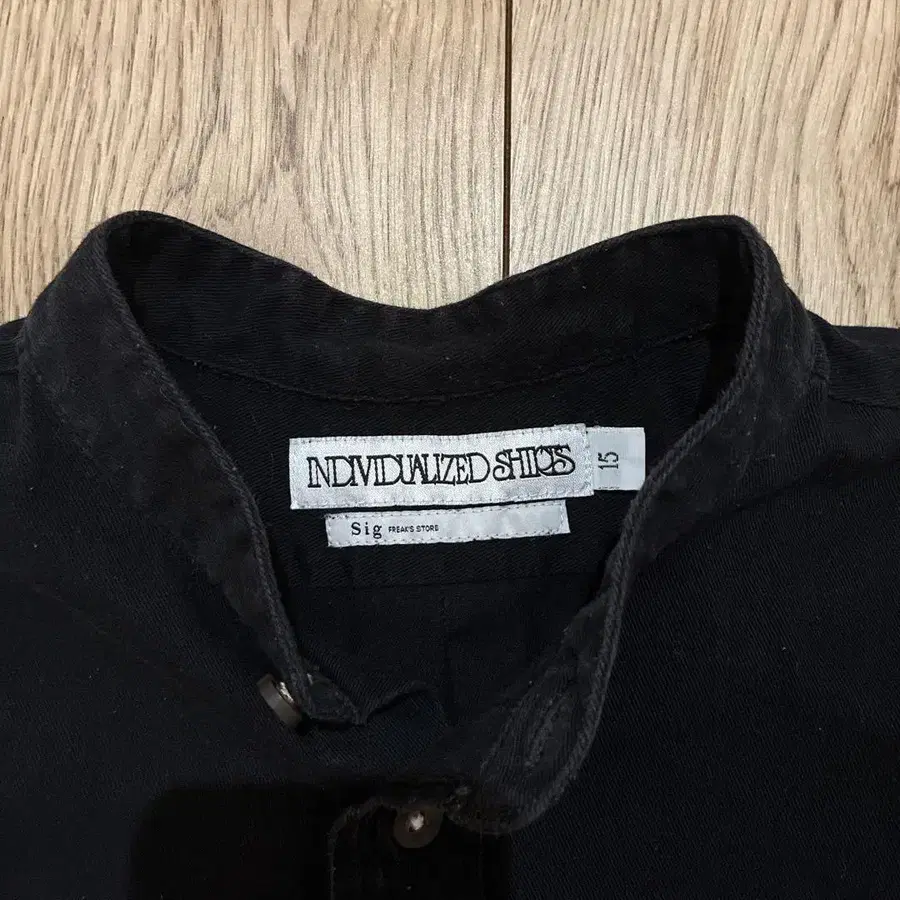 INDIVIDUALIZED SHIRTS
15
Sig FREAK'S STORE